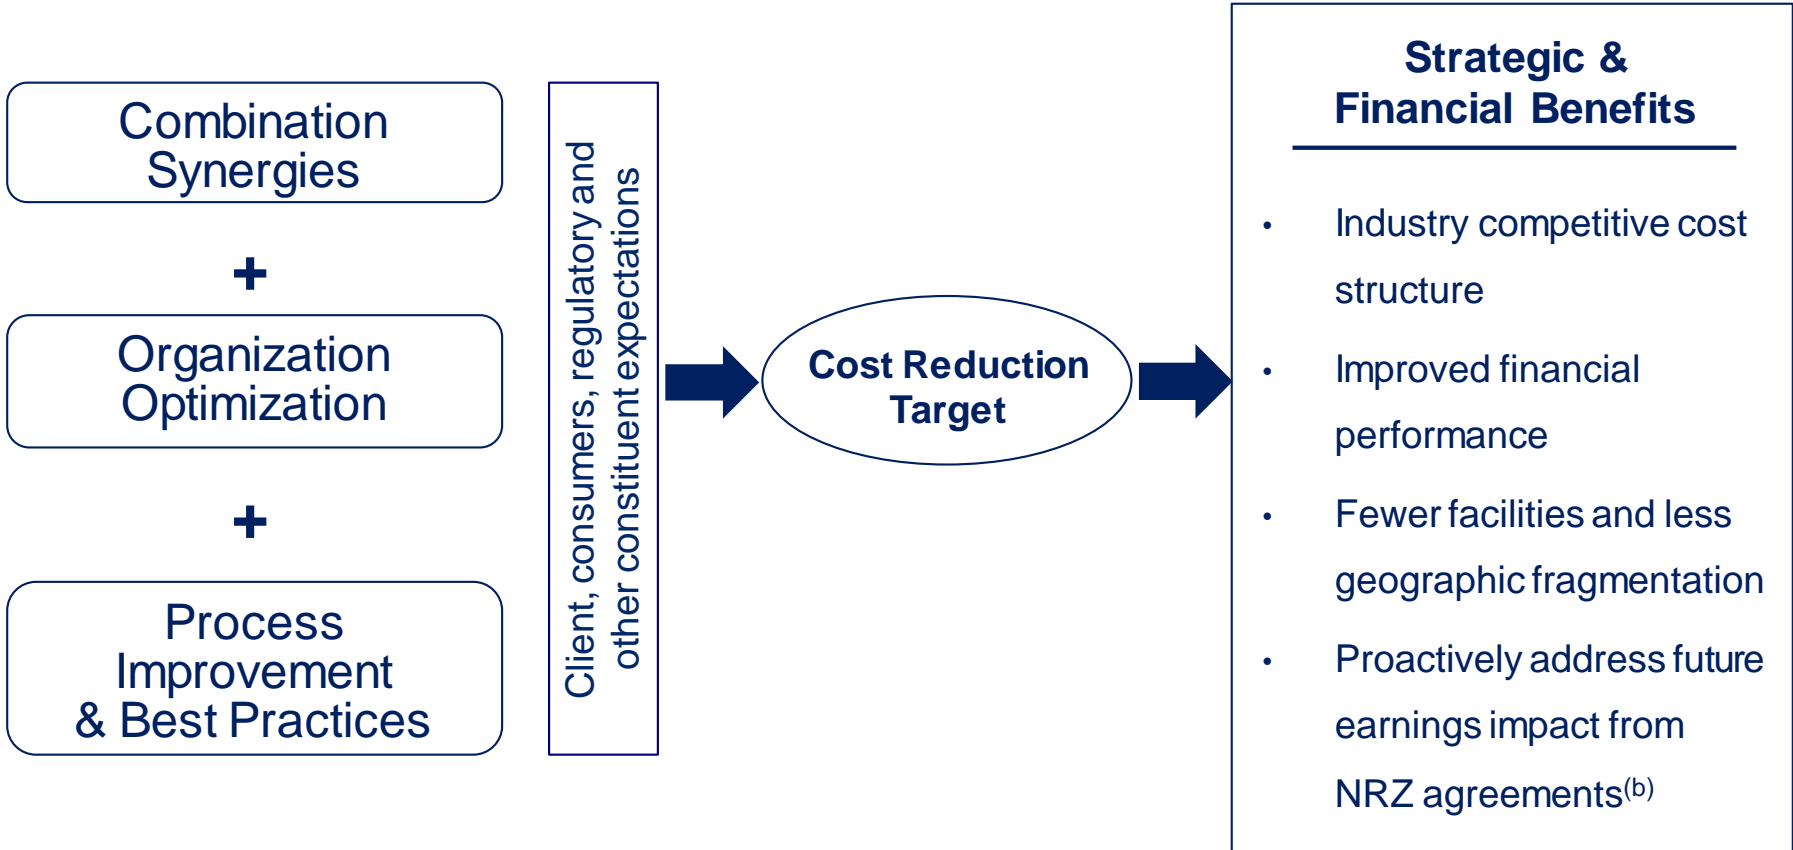 Combination
Synergies
+
Organization
Optimization
+
Process
Improvement
& Best Practices
Client, consumers, regulatory and
other constituent expectations
Cost Reduction
Target
Strategic &
Financial Benefits
• Industry competitive cost
structure
• Improved financial
performance
• Fewer facilities and less
geographic fragmentation
• Proactively address future
earnings impact from
NRZ agreements(b)